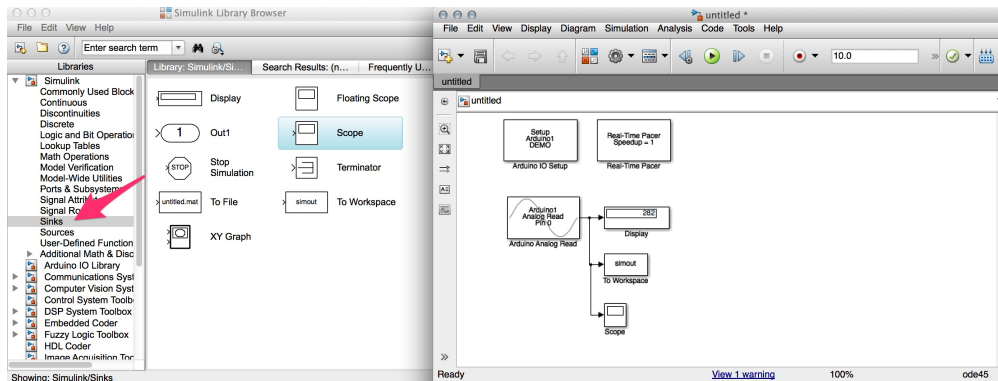 Simulink Library Browser
File Edit View Help
Enter search term
Libraries
Library: Simulink/Si...
Search Results: (n...
Frequently U...
Simulink
Commonly Used Block
Continuous
Discontinuities
Discrete
Logic and Bit Operation
Lookup Tables
Math Operations
Model Verification
Model-Wide Utilities
Ports & Subsystems
Signal Attri
Signal Ro
Sinks
Sources
User-Defined Function
Additional Math & Disc
Arduino IO Library
Communications Syst
Computer Vision Syst
Control System Toolb
DSP System Toolbox
Embedded Coder
Fuzzy Logic Toolbox
HDL Coder
Image Acquisition Too
Showing: Simulink/Sinks
Display
Floating Scope
1
Out1
Scope
STOP
Stop
Simulation
Terminator
untitled.mat
To File
simout
To Workspace
XY Graph
untitled *
File Edit View Display Diagram Simulation Analysis Code Tools Help
10.0
»
untitled
untitled
Setup
Arduino1
DEMO
Arduino IO Setup
Real-Time Pacer
Speedup = 1
Real-Time Pacer
Arduino1
Analog Read
Pin 0
Arduino Analog Read
282
Display
simout
To Workspace
Scope
»
Ready
View 1 warning
100%
ode45